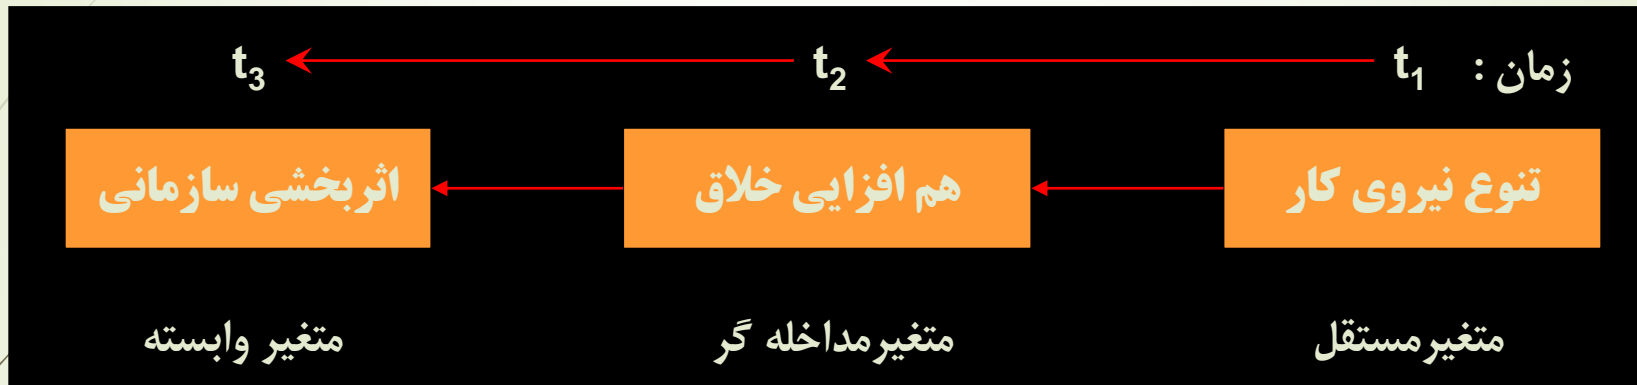 زمان : t₁ t₂ t₃
تنوع نیروی کار هم افزایی خلاق اثربخشی سازمانی
متغیرمستقل متغیرمداخله گر متغیر وابسته